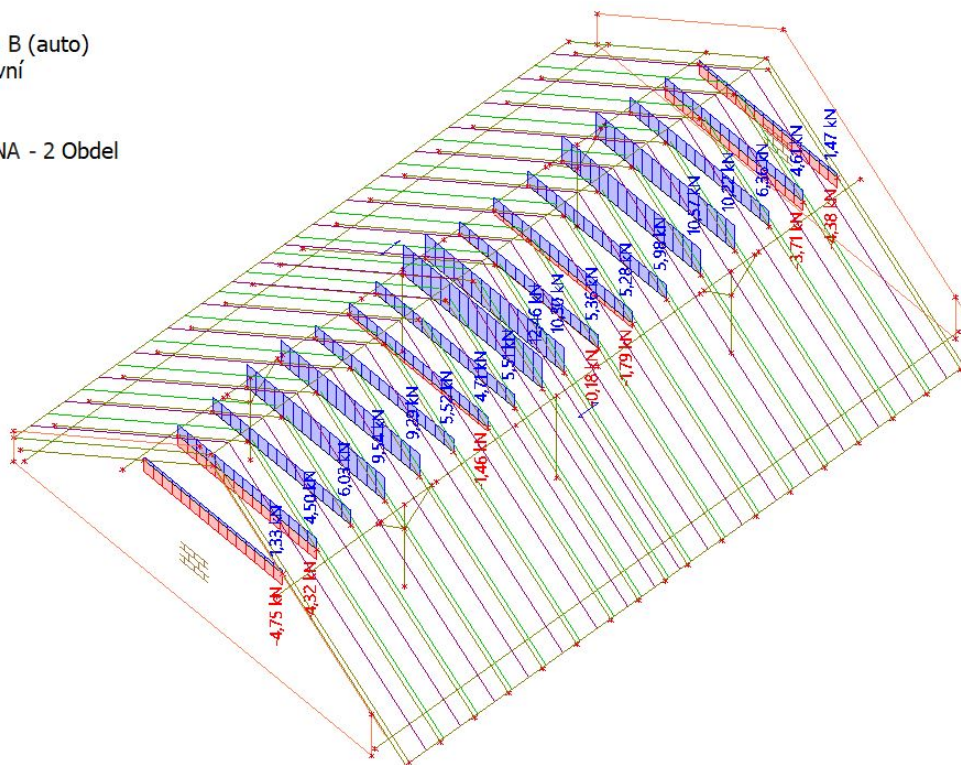 B (auto)
vní
NA - 2 Obdel
1,47 kN
4,61 kN
-4,38 kN
6,36 kN
-3,71 kN
10,22 kN
10,57 kN
5,98 kN
5,28 kN
-1,79 kN
5,36 kN
-0,18 kN
10,30 kN
12,46 kN
5,51 kN
4,71 kN
-1,46 kN
5,52 kN
9,29 kN
9,54 kN
6,03 kN
4,50 kN
-4,32 kN
1,33 kN
-4,75 kN